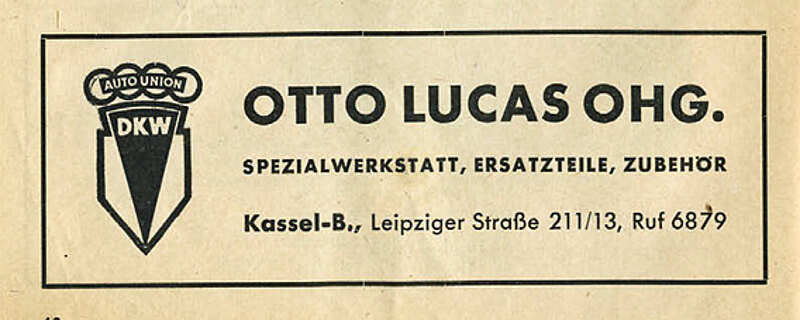 AUTO UNION
DKW
OTTO LUCAS OHG.
SPEZIALWERKSTATT, ERSATZTEILE, ZUBEHÖR
Kassel-B., Leipziger Straße 211/13, Ruf 6879